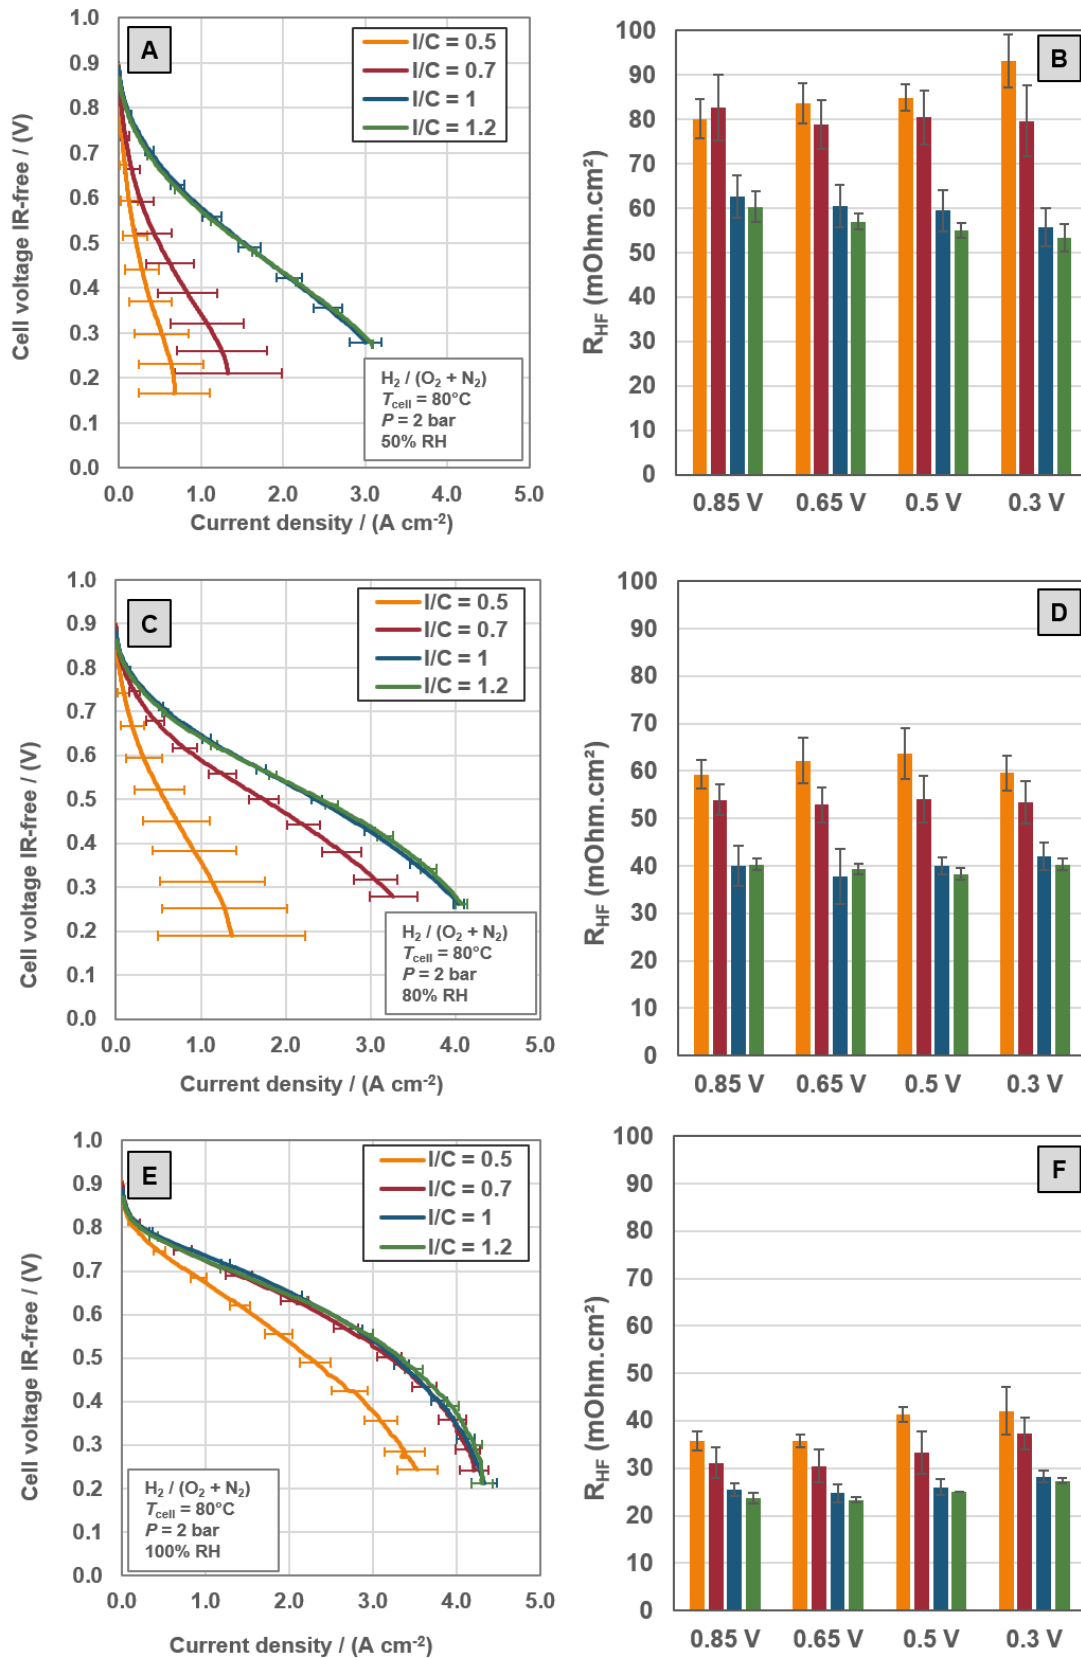 A
I/C = 0.5
I/C = 0.7
I/C = 1
I/C = 1.2
Cell voltage IR-free / (V)
1.0
0.9
0.8
0.7
0.6
0.5
0.4
0.3
0.2
0.1
0.0
H₂ / (O₂ + N₂)
T_cell = 80°C
P = 2 bar
50% RH
0.0 1.0 2.0 3.0 4.0 5.0
Current density / (A cm⁻²)
B
R_HF (mOhm.cm²)
100
90
80
70
60
50
40
30
20
10
0
0.85 V 0.65 V 0.5 V 0.3 V
C
I/C = 0.5
I/C = 0.7
I/C = 1
I/C = 1.2
Cell voltage IR-free / (V)
1.0
0.9
0.8
0.7
0.6
0.5
0.4
0.3
0.2
0.1
0.0
H₂ / (O₂ + N₂)
T_cell = 80°C
P = 2 bar
80% RH
0.0 1.0 2.0 3.0 4.0 5.0
Current density / (A cm⁻²)
D
R_HF (mOhm.cm²)
100
90
80
70
60
50
40
30
20
10
0
0.85 V 0.65 V 0.5 V 0.3 V
E
I/C = 0.5
I/C = 0.7
I/C = 1
I/C = 1.2
Cell voltage IR-free / (V)
1.0
0.9
0.8
0.7
0.6
0.5
0.4
0.3
0.2
0.1
0.0
H₂ / (O₂ + N₂)
T_cell = 80°C
P = 2 bar
100% RH
0.0 1.0 2.0 3.0 4.0 5.0
Current density / (A cm⁻²)
F
R_HF (mOhm.cm²)
100
90
80
70
60
50
40
30
20
10
0
0.85 V 0.65 V 0.5 V 0.3 V